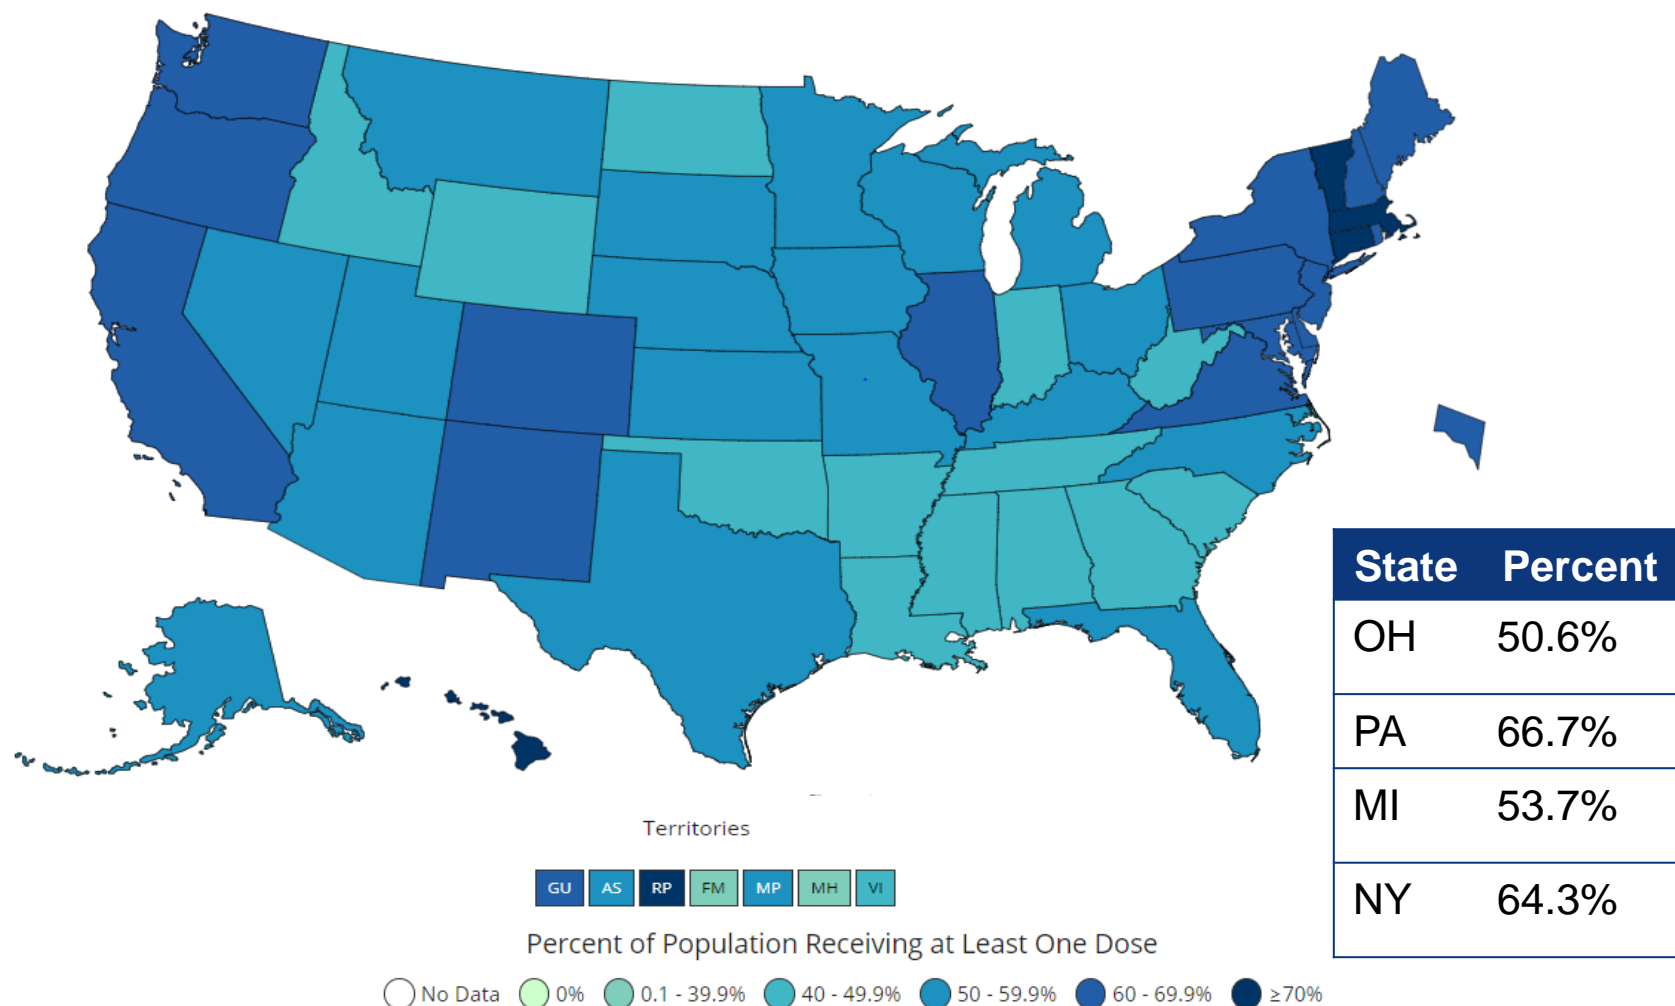 State Percent
OH 50.6%
PA 66.7%
MI 53.7%
NY 64.3%
Territories
GU AS RP FM MP MH VI
Percent of Population Receiving at Least One Dose
No Data 0% 0.1 - 39.9% 40 - 49.9% 50 - 59.9% 60 - 69.9% ≥70%